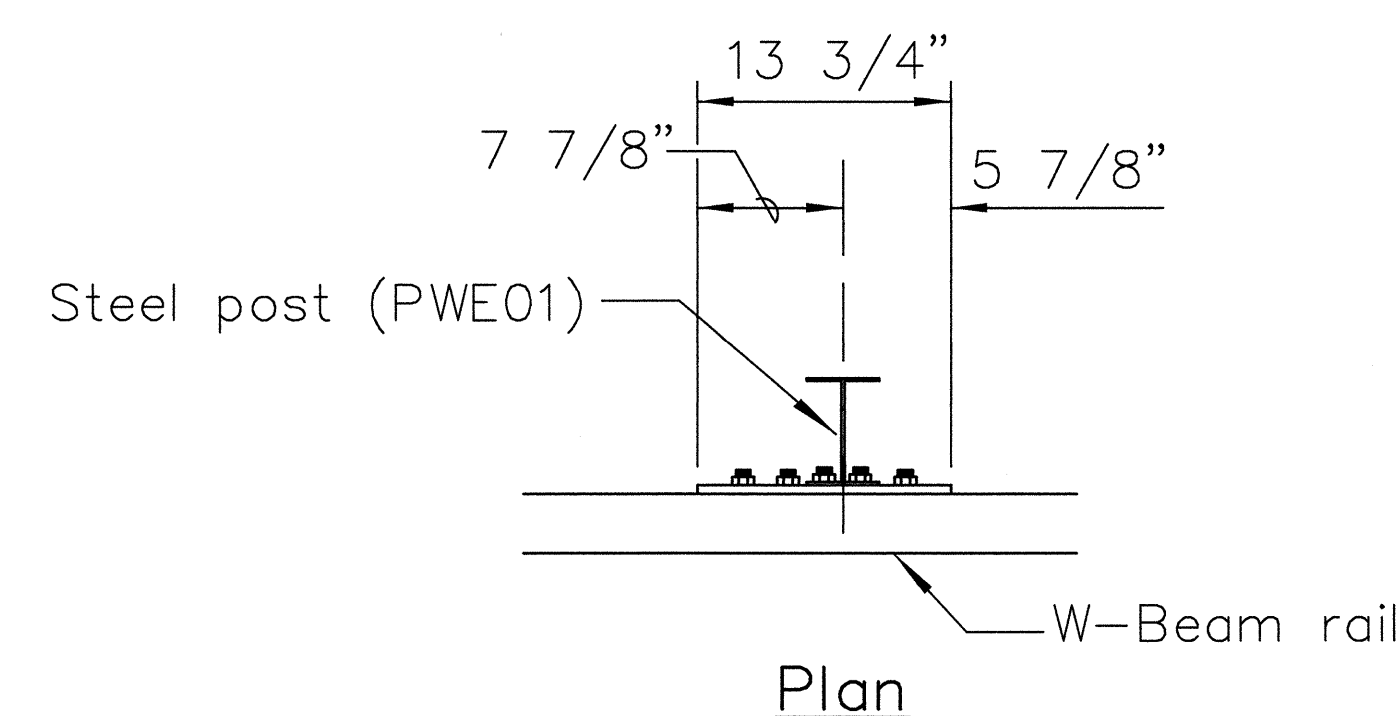 13 3/4”
7 7/8”
5 7/8”
Steel post (PWE01)
W-Beam rail
Plan